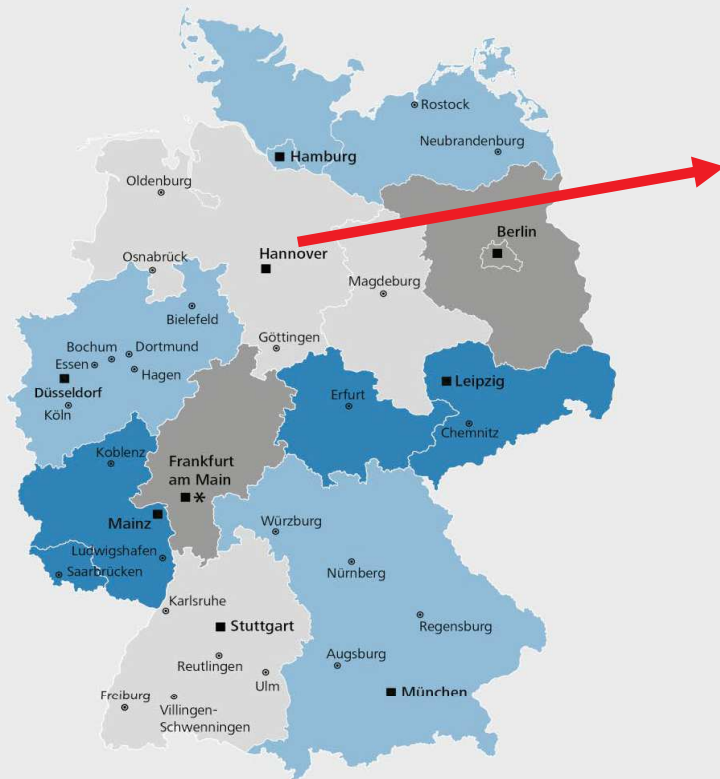 Rostock
Neubrandenburg
Hamburg
Oldenburg
Berlin
Hannover
Osnabrück
Magdeburg
Bielefeld
Göttingen
Bochum
Dortmund
Essen
Hagen
Düsseldorf
Köln
Leipzig
Erfurt
Chemnitz
Koblenz
Frankfurt
am Main
*
Mainz
Würzburg
Ludwigshafen
Saarbrücken
Nürnberg
Karlsruhe
Stuttgart
Regensburg
Reutlingen
Augsburg
Ulm
Freiburg
München
Villingen-
Schwenningen